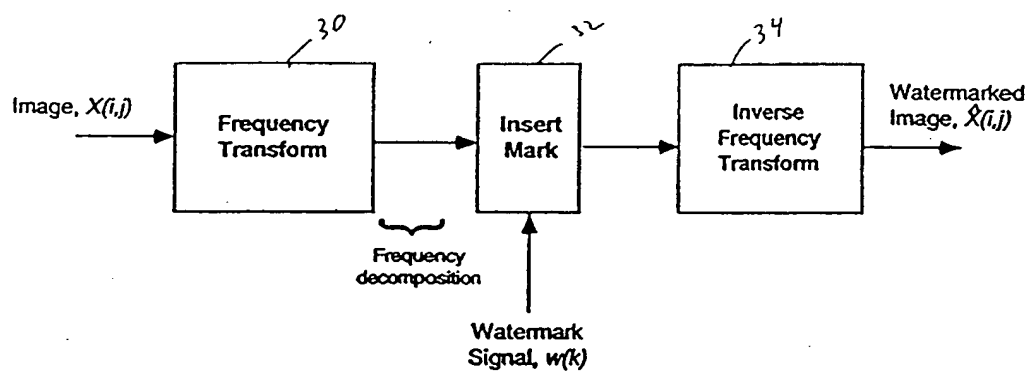 30
32
34
Image, X(i,j)
Frequency
Transform
Insert
Mark
Inverse
Frequency
Transform
Watermarked
Image, X̂(i,j)
Frequency
decomposition
Watermark
Signal, w(k)